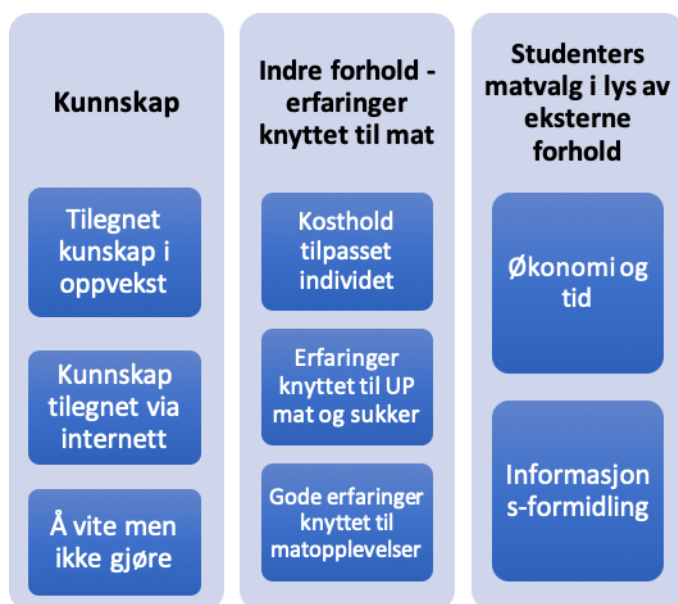 Kunnskap
Tilegnet
kunskap i
oppvekst
Kunnskap
tilegnet via
internett
Å vite men
ikke gjøre
Indre forhold -
erfaringer
knyttet til mat
Kosthold
tilpasset
individet
Erfaringer
knyttet til UP
mat og sukker
Gode erfaringer
knyttet til
matopplevelser
Studenters
matvalg i lys av
eksterne
forhold
Økonomi og
tid
Informasjon
s-formidling